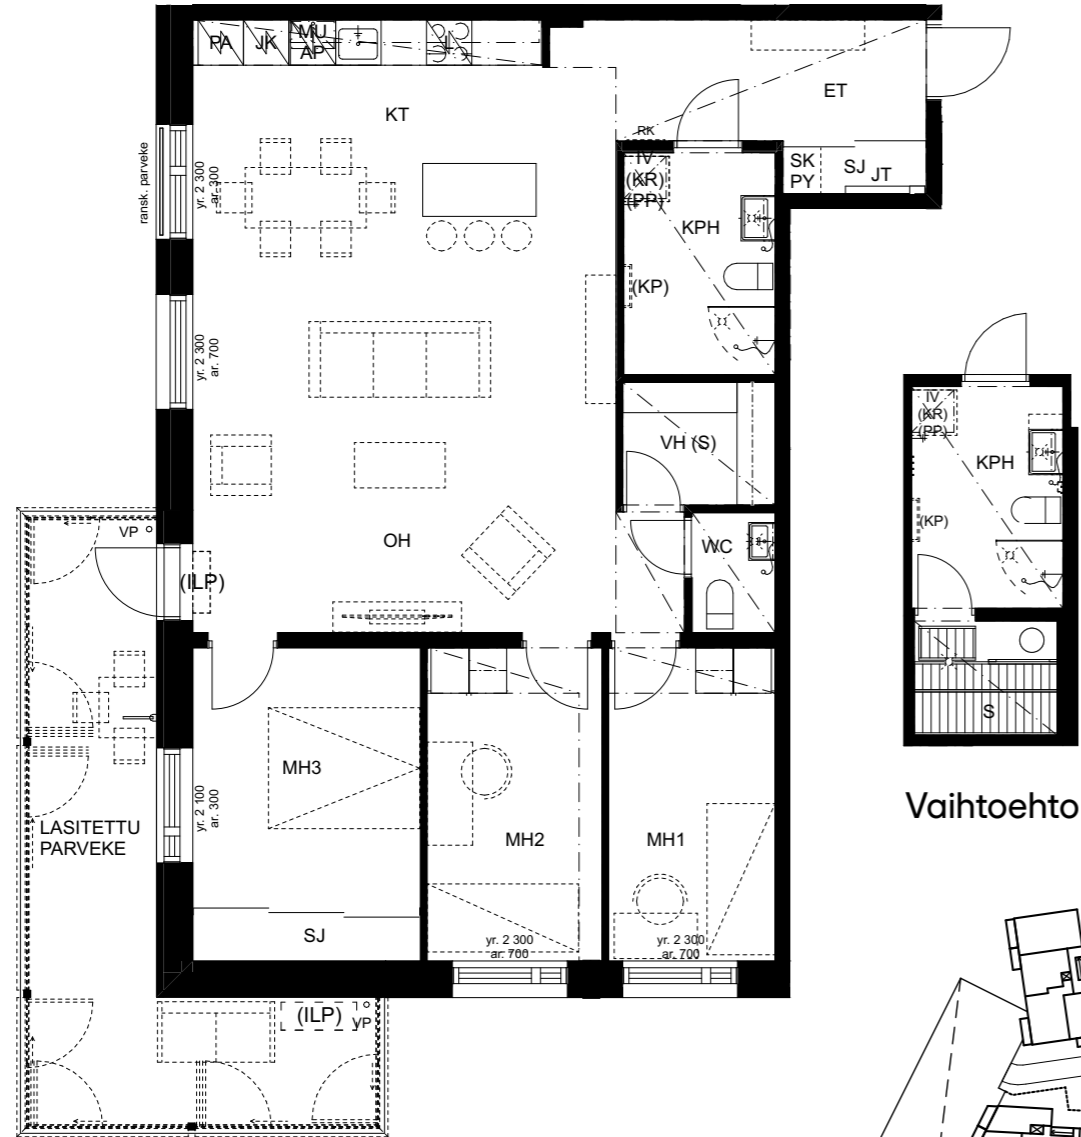 PA
JK
MU
AP
L
KT
ET
RK
IV
(KR)
(PP)
KPH
(KP)
SK
PY
SJ
JT
ransk. parveke
yr. 2 300
ar. 300
yr. 2 300
ar. 700
VH (S)
WC
OH
VP
(ILP)
MH3
MH2
MH1
yr. 2 100
ar. 300
LASITETTU
PARVEKE
SJ
yr. 2 300
ar. 700
yr. 2 300
ar. 700
(ILP)
VP
IV
(KR)
(PP)
KPH
(KP)
S
Vaihtoehto